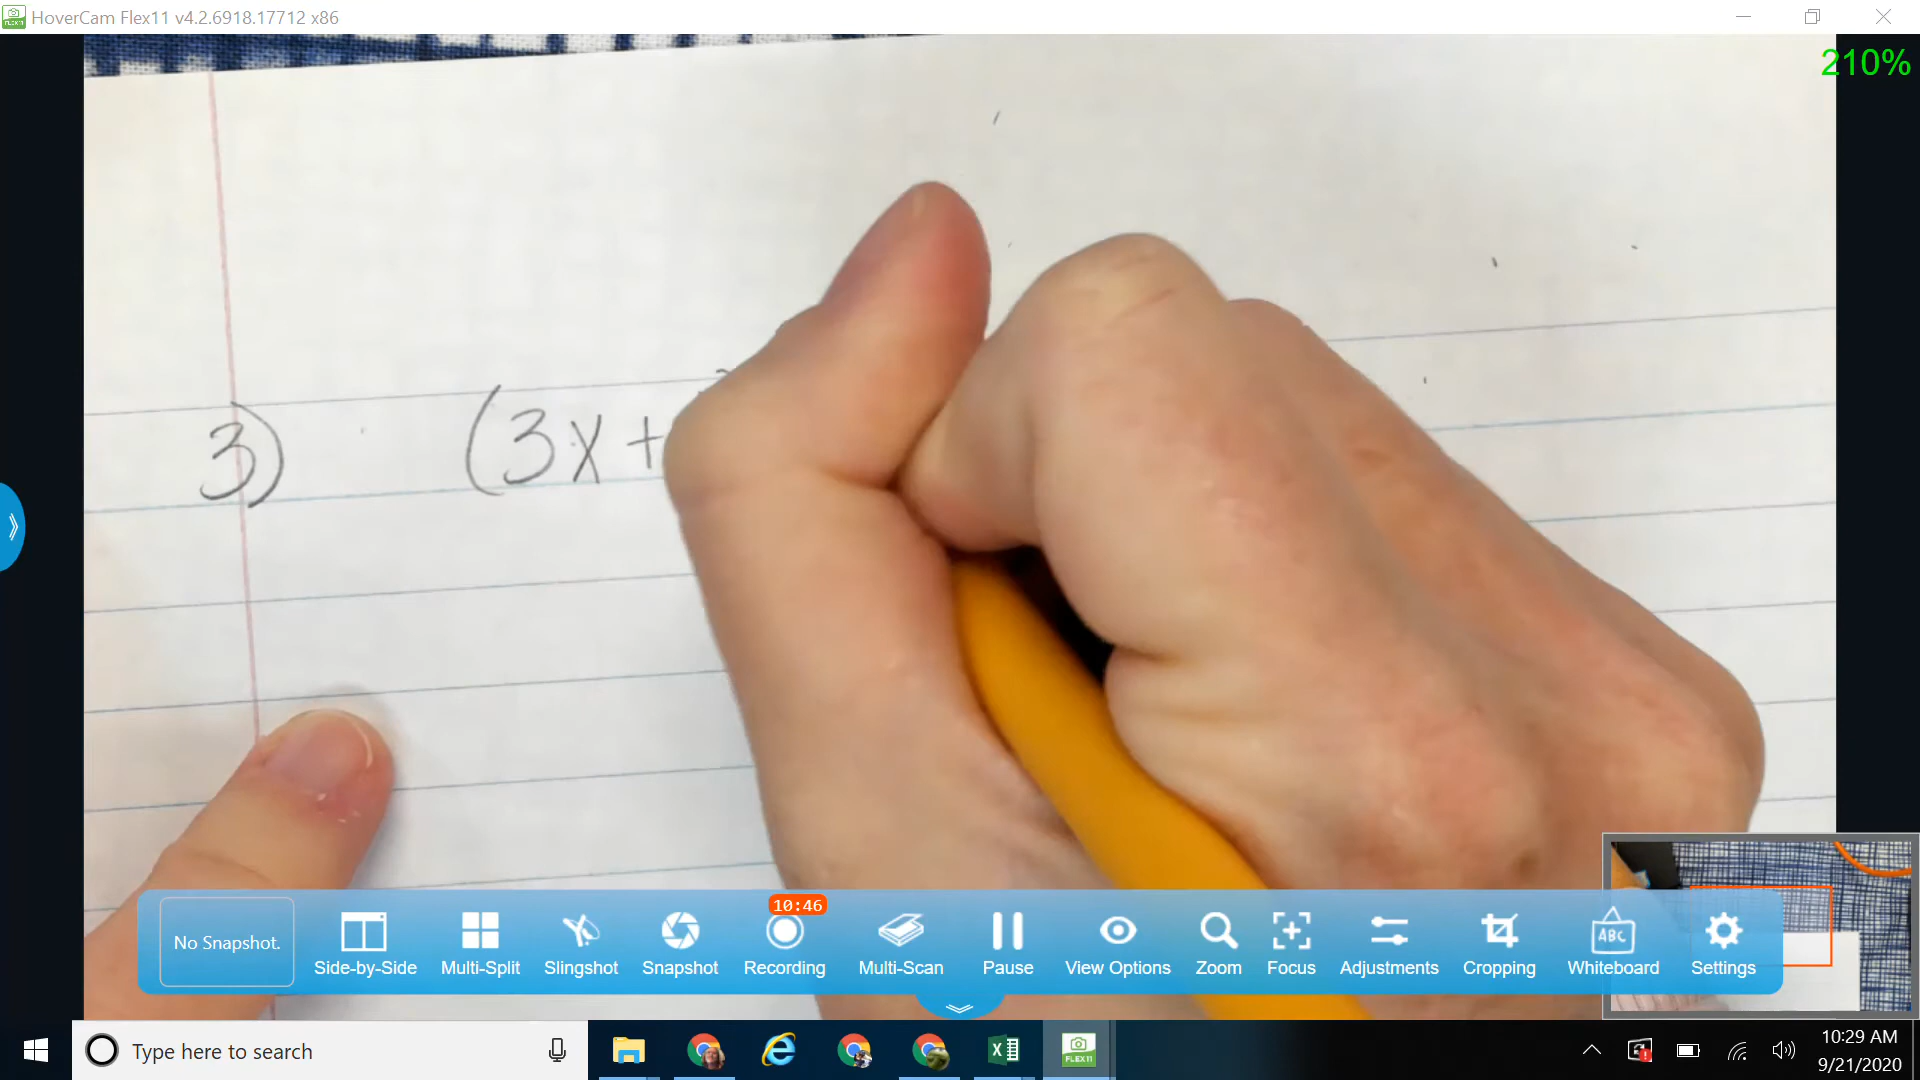 HoverCam Flex11 v4.2.6918.17712 x86
210%
3) (3x+
No Snapshot.
Side-by-Side
Multi-Split
Slingshot
Snapshot
10:46
Recording
Multi-Scan
Pause
View Options
Zoom
Focus
Adjustments
Cropping
ABC
Whiteboard
Settings
Type here to search
FLEX11
10:29 AM
9/21/2020